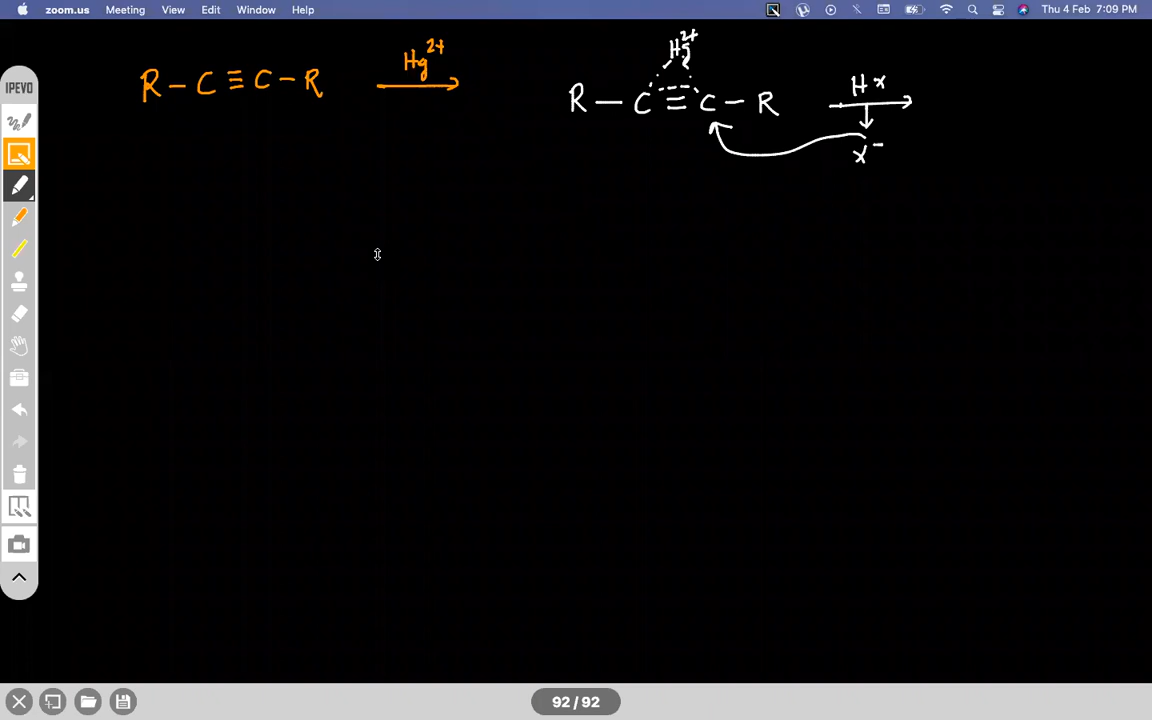 zoom.us Meeting View Edit Window Help Thu 4 Feb 7:09 PM
IPEVO
R – C ≡ C – R Hg²⁺
Hg²⁺
R – C ≡ C – R HX
X⁻
92 / 92